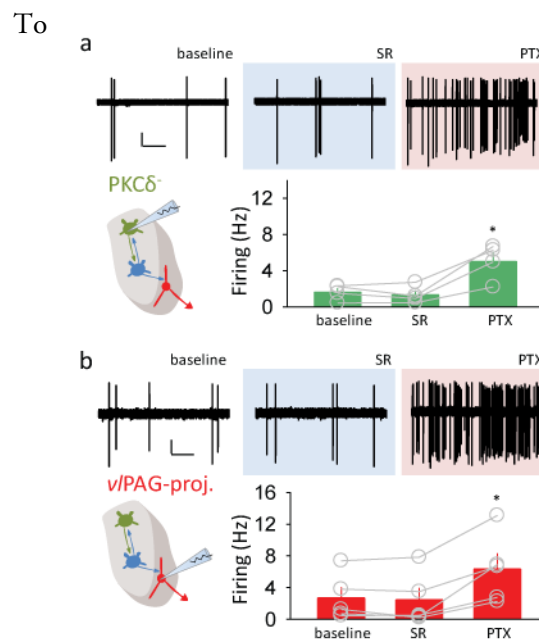 To
a
baseline SR PTX
PKCδ-
Firing (Hz)
12
8
4
0
*
baseline SR PTX
b
baseline SR PTX
vlPAG-proj.
Firing (Hz)
16
12
8
4
0
*
baseline SR PTX